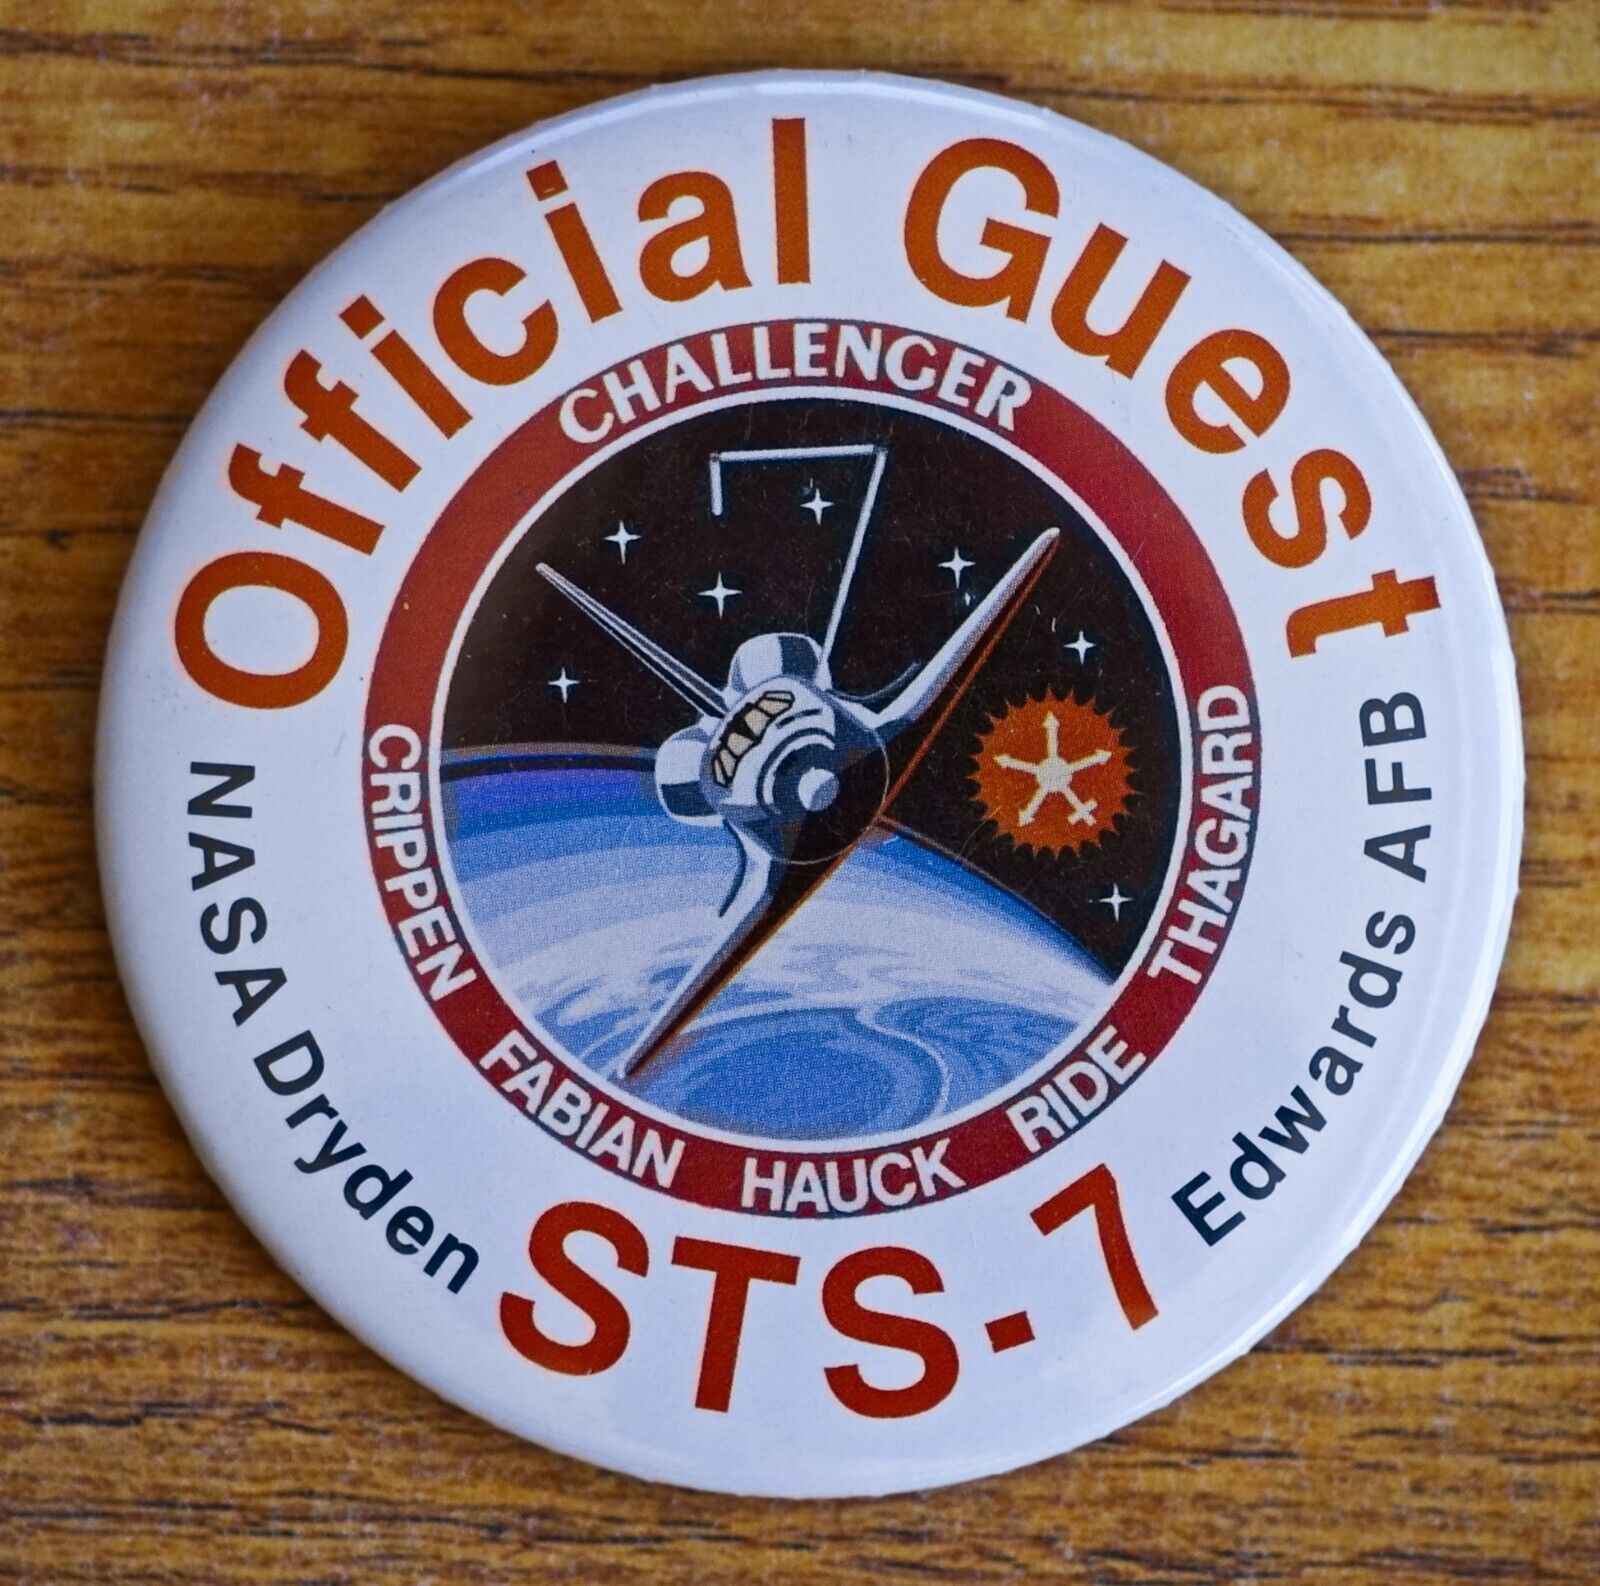 Official Guest
CHALLENGER
CRIPPEN FABIAN HAUCK RIDE THAGARD
NASA Dryden STS-7 Edwards AFB